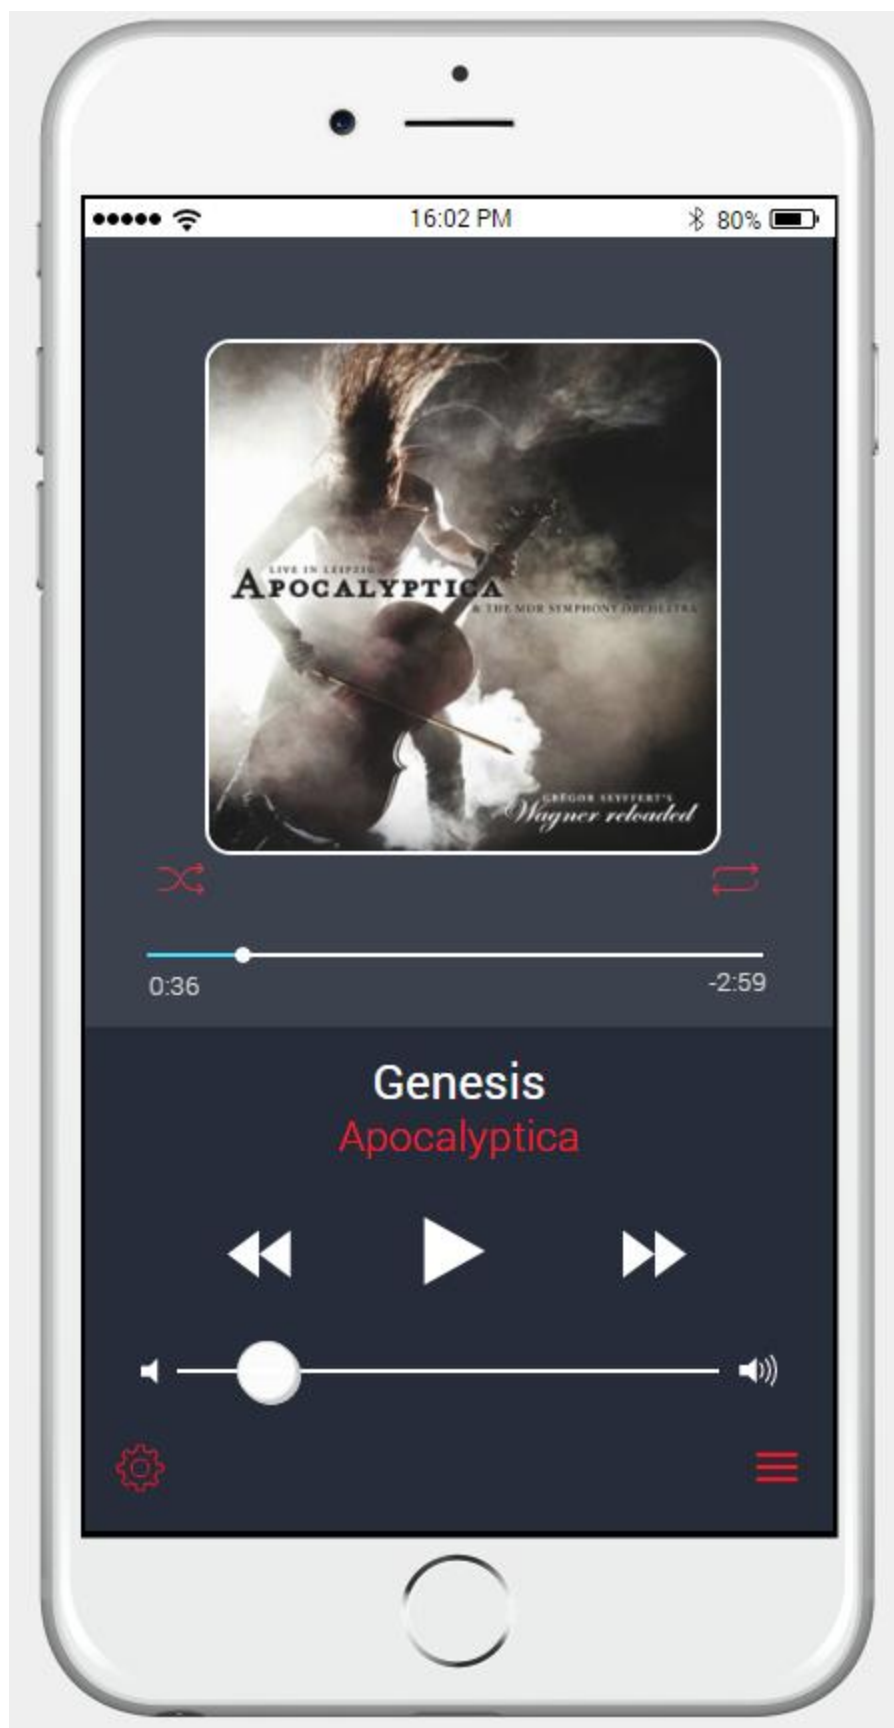 16:02 PM
80%
LIVE IN LEIPZIG
APOCALYPTICA
& THE MDR SYMPHONY ORCHESTRA
GREGOR SEYFFERT'S
Wagner reloaded
0:36
-2:59
Genesis
Apocalyptica